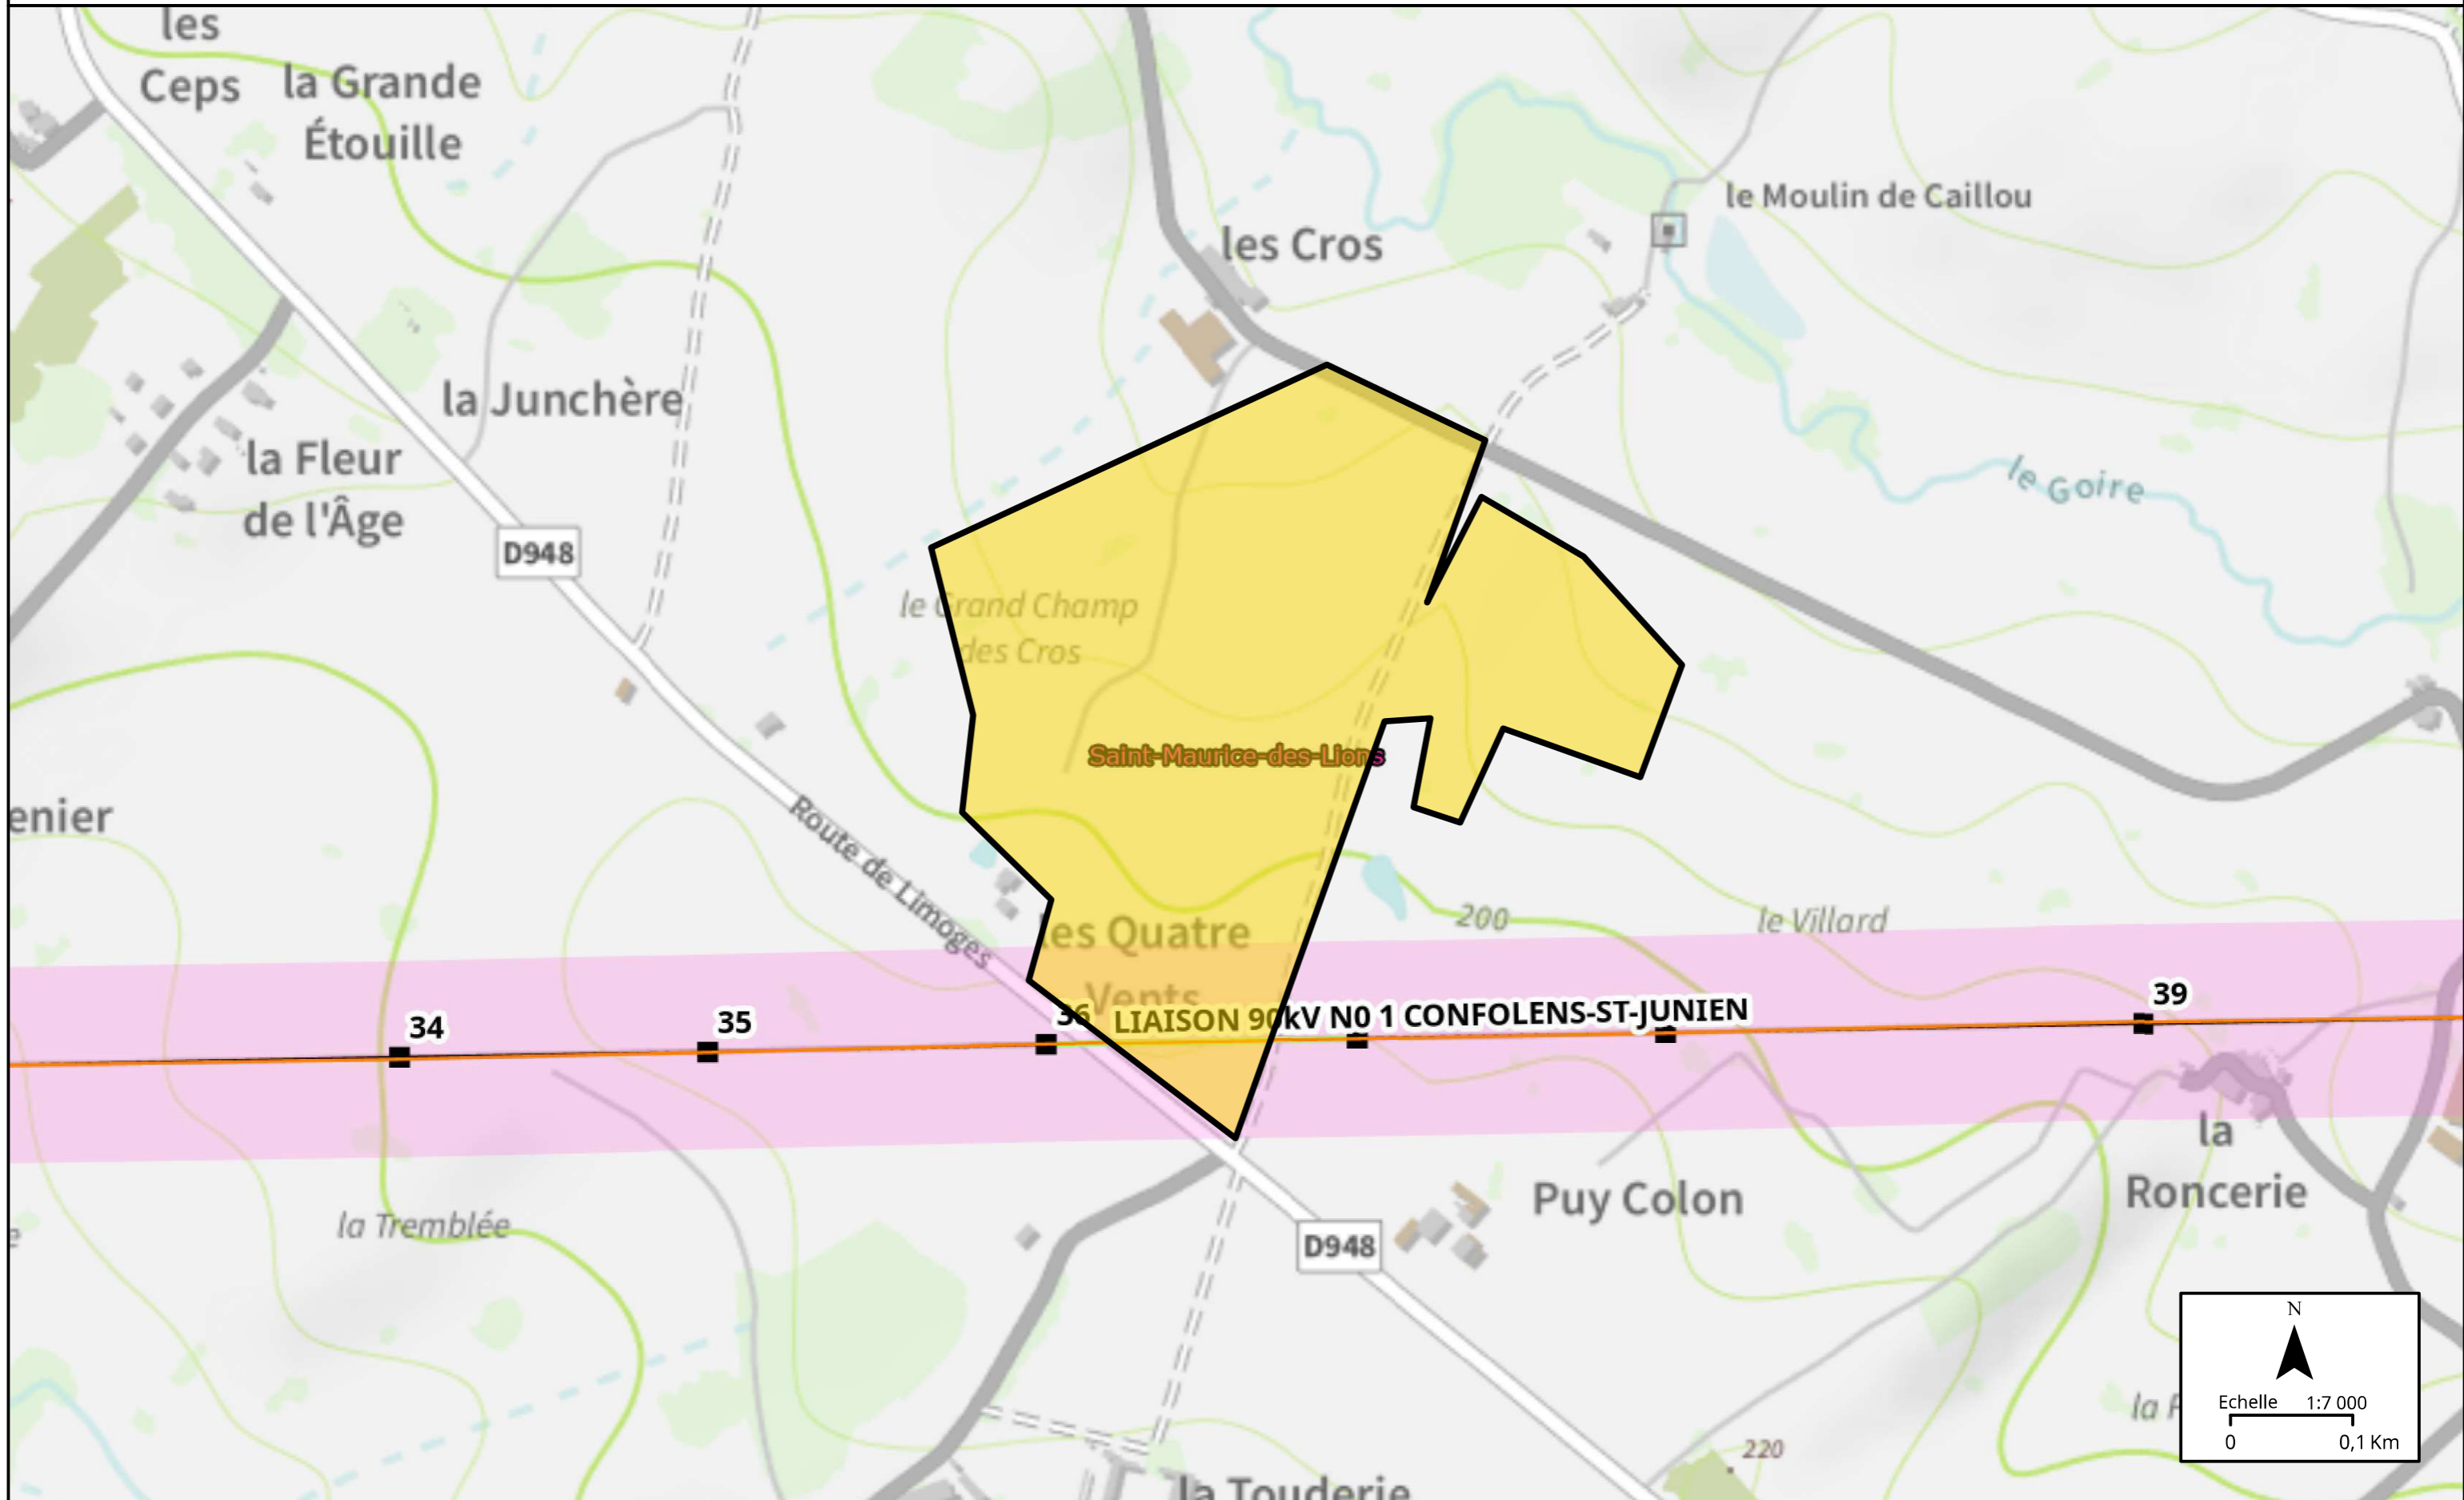 les
Ceps
la Grande
Étouille
le Moulin de Caillou
les Cros
la Junchère
la Fleur
de l'Âge
le Goire
D948
le Grand Champ
des Cros
Saint-Maurice-des-Lions
enier
Route de Limoges
les Quatre
Vents
200
le Villard
34
35
36
LIAISON 90kV N0 1 CONFOLENS-ST-JUNIEN
39
la
Roncerie
Puy Colon
la Tremblée
e
D948
N
Echelle 1:7 000
0 0,1 Km
la F
220
la Touderie